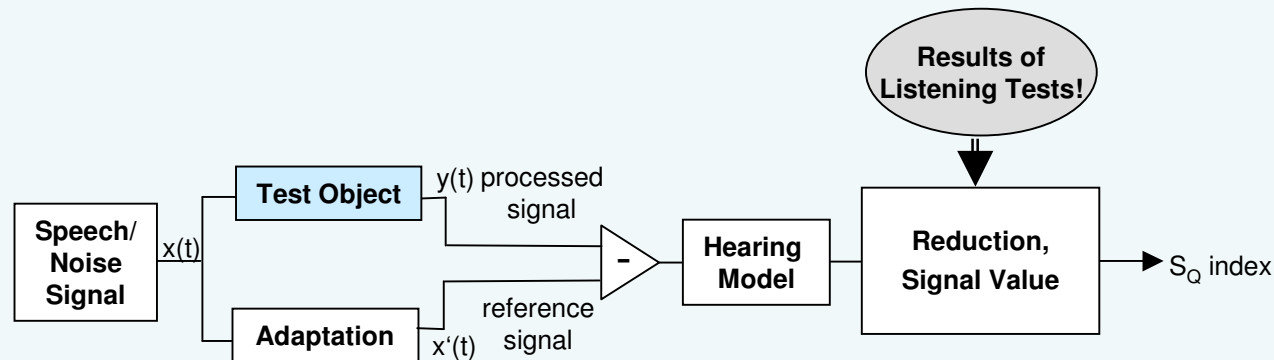 Results of
Listening Tests!
Test Object
y(t) processed
signal
Speech/
Noise
Signal
x(t)
-
Hearing
Model
Reduction,
Signal Value
S_Q index
reference
signal
Adaptation
x‘(t)